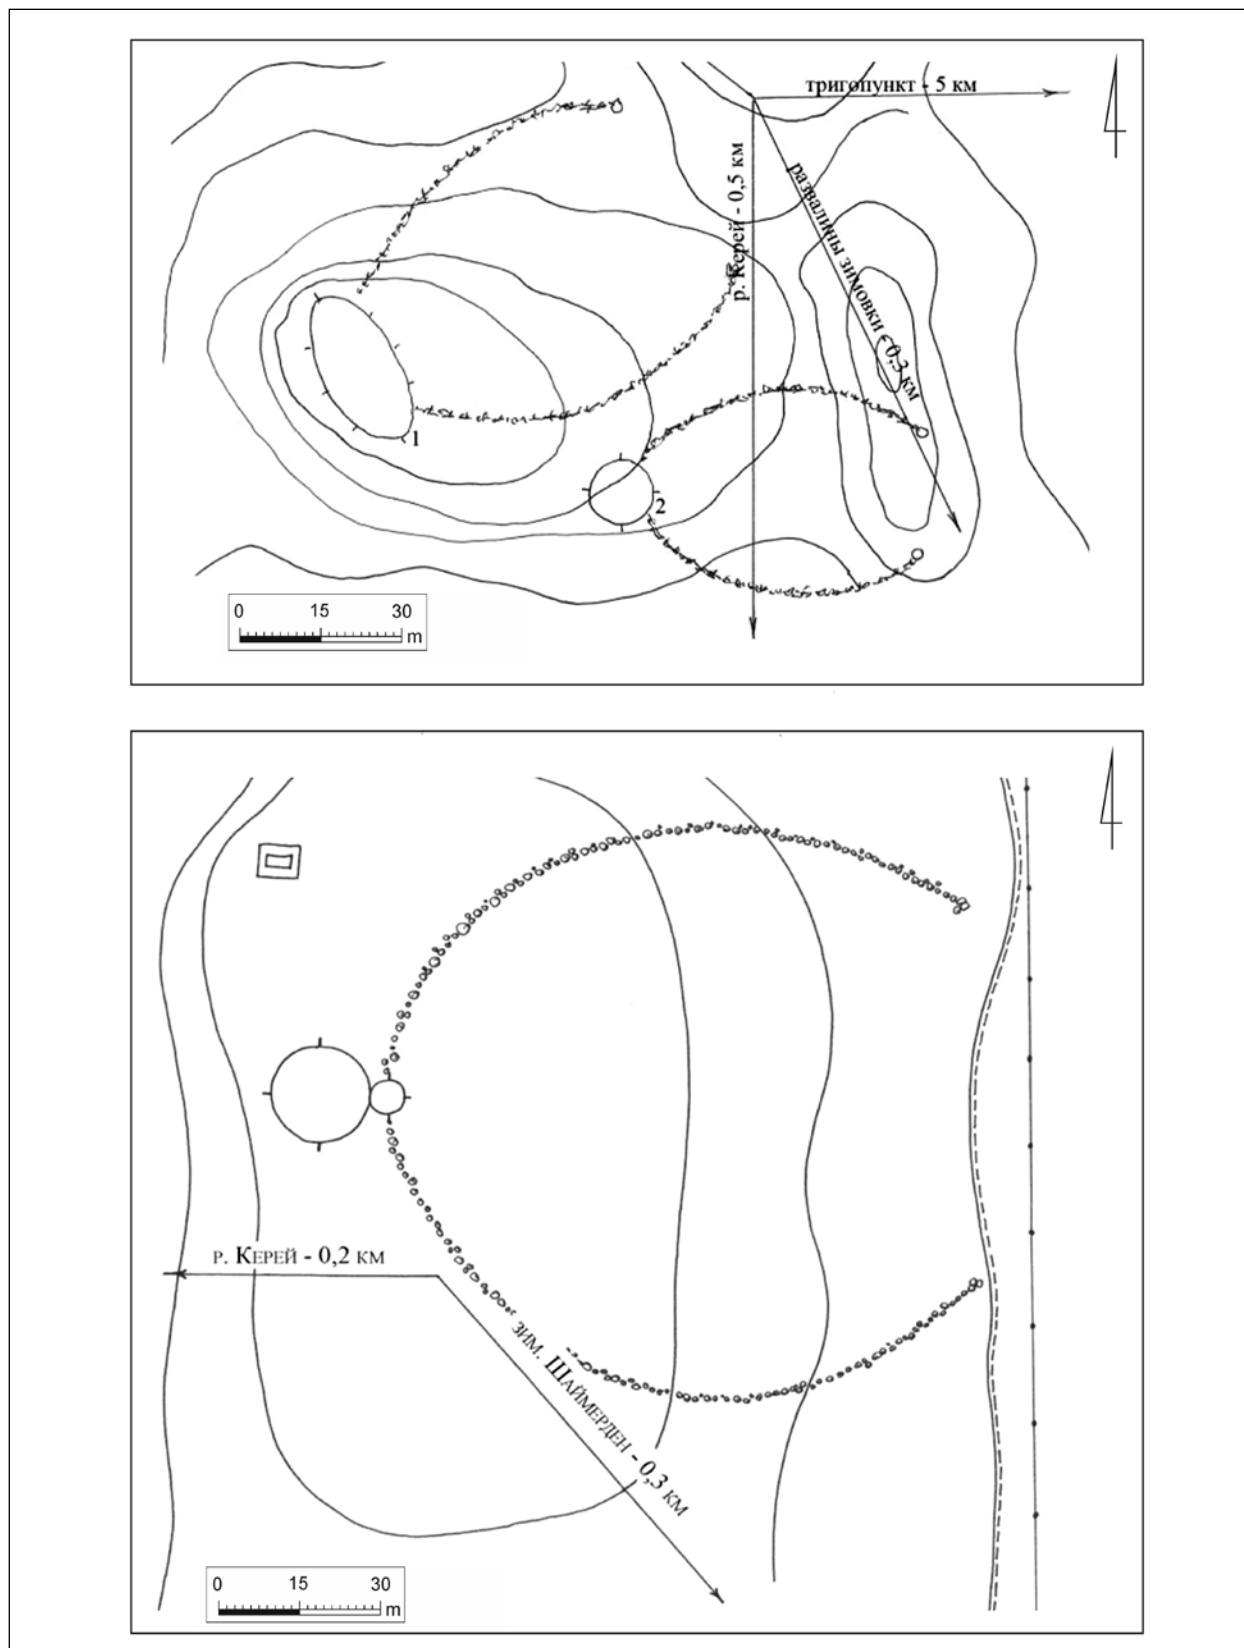 тригопункт - 5 км
р. Керей - 0,5 км
развалины зимовки - 0,3 км
1
2
0 15 30
m
р. Керей - 0,2 км
зим. Шаймерден - 0,3 км
0 15 30
m